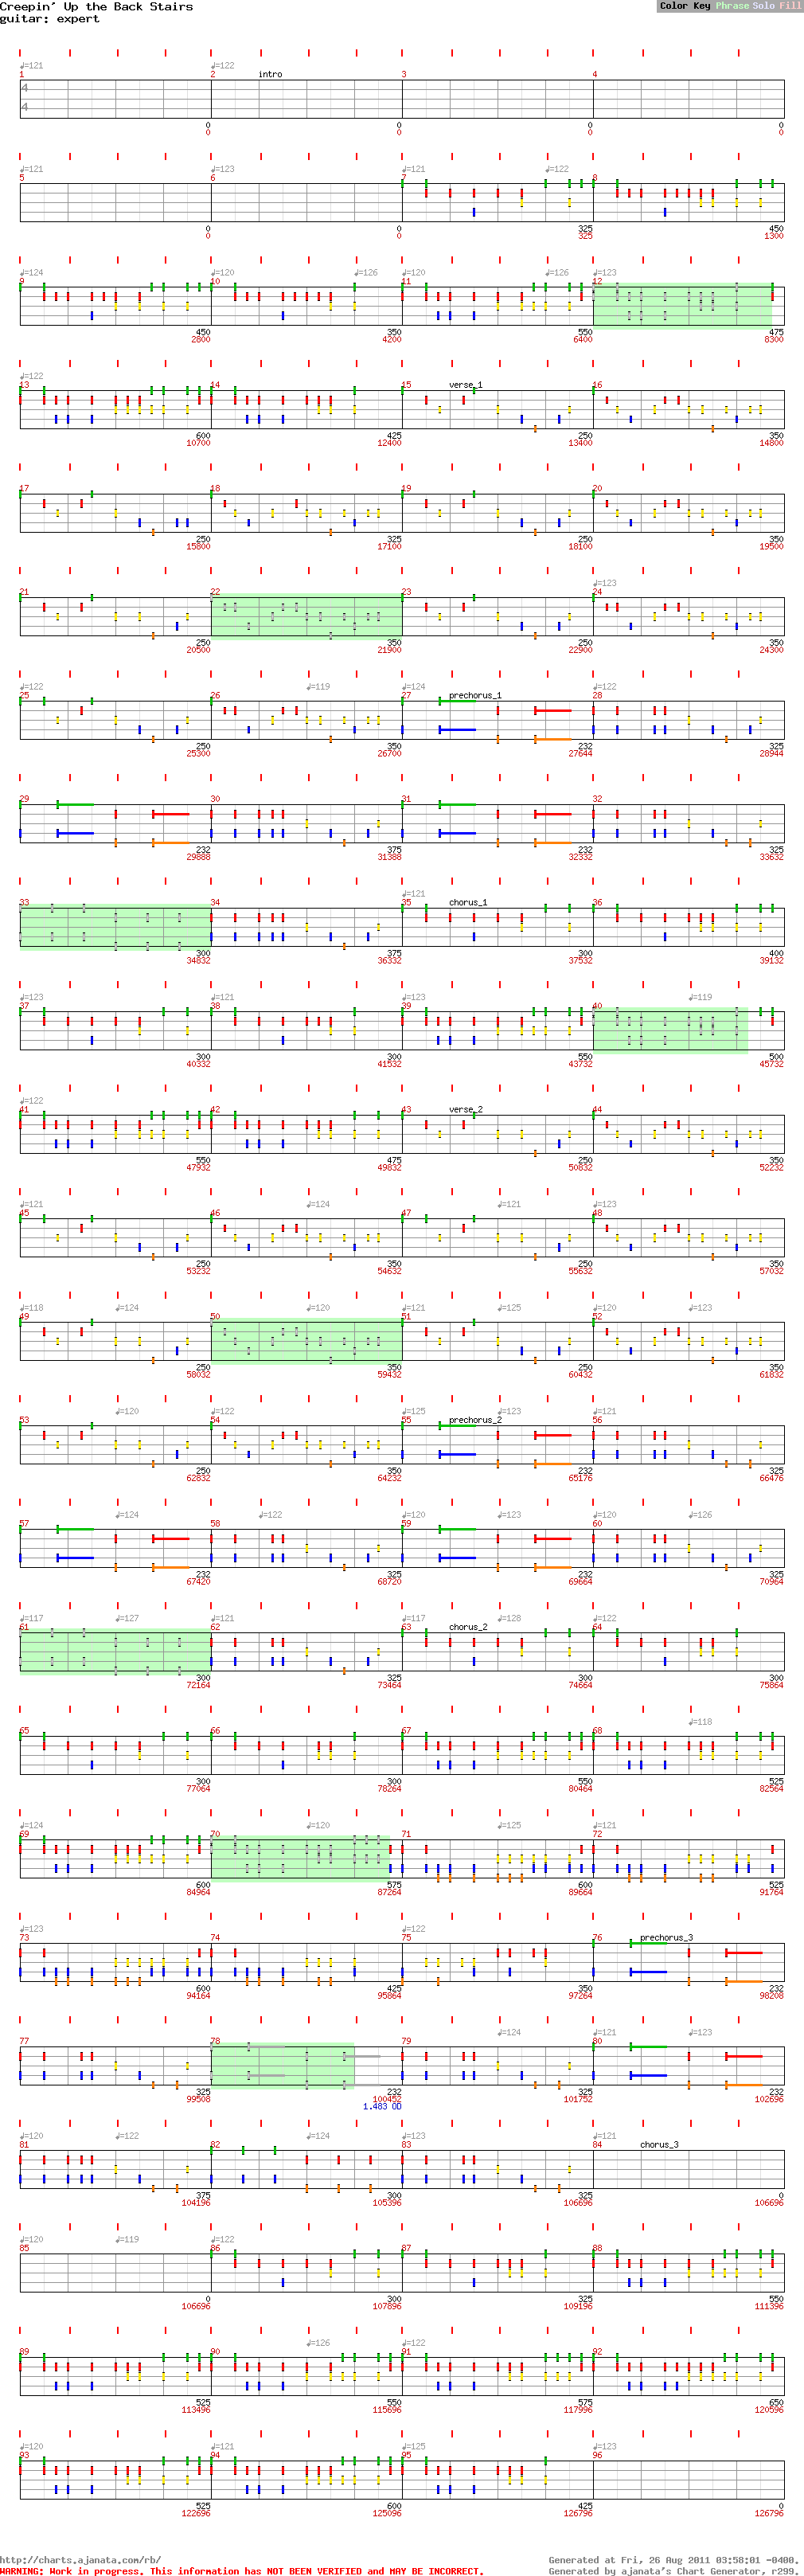 Creepin' Up the Back Stairs
Color Key Phrase Solo Fill
guitar: expert
♩=121 ♩=122
1 2 intro 3 4
4
4
0 0 0 0
0 0 0 0
♩=121 ♩=123 ♩=121 ♩=122
5 6 7 8
0 0 325 450
0 0 325 1300
♩=124 ♩=120 ♩=126 ♩=120 ♩=126 ♩=123
9 10 11 12
450 350 550 475
2800 4200 6400 8300
♩=122
13 14 15 verse_1 16
600 425 250 350
10700 12400 13400 14800
17 18 19 20
250 325 250 350
15800 17100 18100 19500
♩=123
21 22 23 24
250 350 250 350
20500 21900 22900 24300
♩=122 ♩=119 ♩=124 ♩=122
25 26 27 prechorus_1 28
250 350 232 325
25300 26700 27644 28944
29 30 31 32
232 375 232 325
29888 31388 32332 33632
♩=121
33 34 35 chorus_1 36
300 375 300 400
34832 36332 37532 39132
♩=123 ♩=121 ♩=123 ♩=119
37 38 39 40
300 300 550 500
40332 41532 43732 45732
♩=122
41 42 43 verse_2 44
550 475 250 350
47932 49832 50832 52232
♩=121 ♩=124 ♩=121 ♩=123
45 46 47 48
250 350 250 350
53232 54632 55632 57032
♩=118 ♩=124 ♩=120 ♩=121 ♩=125 ♩=120 ♩=123
49 50 51 52
250 350 250 350
58032 59432 60432 61832
♩=120 ♩=122 ♩=125 ♩=123 ♩=121
53 54 55 prechorus_2 56
250 350 232 325
62832 64232 65176 66476
♩=124 ♩=122 ♩=120 ♩=123 ♩=120 ♩=126
57 58 59 60
232 325 232 325
67420 68720 69664 70964
♩=117 ♩=127 ♩=121 ♩=117 ♩=128 ♩=122
61 62 63 chorus_2 64
300 325 300 300
72164 73464 74664 75864
♩=118
65 66 67 68
300 300 550 525
77064 78264 80464 82564
♩=124 ♩=120 ♩=125 ♩=121
69 70 71 72
600 575 600 525
84964 87264 89664 91764
♩=123 ♩=122
73 74 75 76 prechorus_3
600 425 350 232
94164 95864 97264 98208
♩=124 ♩=121 ♩=123
77 78 79 80
325 232 325 232
99508 100452 101752 102696
1.483 OD
♩=120 ♩=122 ♩=124 ♩=123 ♩=121
81 82 83 84 chorus_3
375 300 325 0
104196 105396 106696 106696
♩=120 ♩=119 ♩=122
85 86 87 88
0 300 325 550
106696 107896 109196 111396
♩=126 ♩=122
89 90 91 92
525 550 575 650
113496 115696 117996 120596
♩=120 ♩=121 ♩=125 ♩=123
93 94 95 96
525 600 425 0
122696 125096 126796 126796
http://charts.ajanata.com/rb/
Generated at Fri, 26 Aug 2011 03:58:01 -0400.
WARNING: Work in progress. This information has NOT BEEN VERIFIED and MAY BE INCORRECT.
Generated by ajanata's Chart Generator, r299.